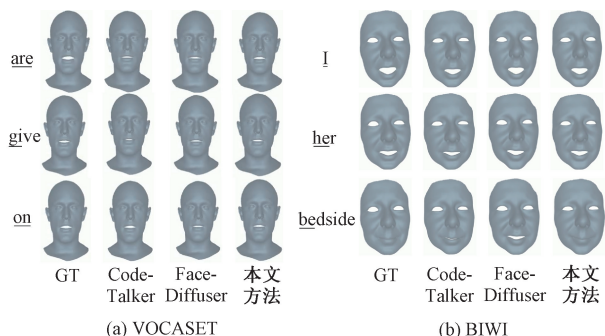 are
give
on
GT
Code-
Talker
Face-
Diffuser
本文
方法
(a) VOCASET
I
her
bedside
GT
Code-
Talker
Face-
Diffuser
本文
方法
(b) BIWI